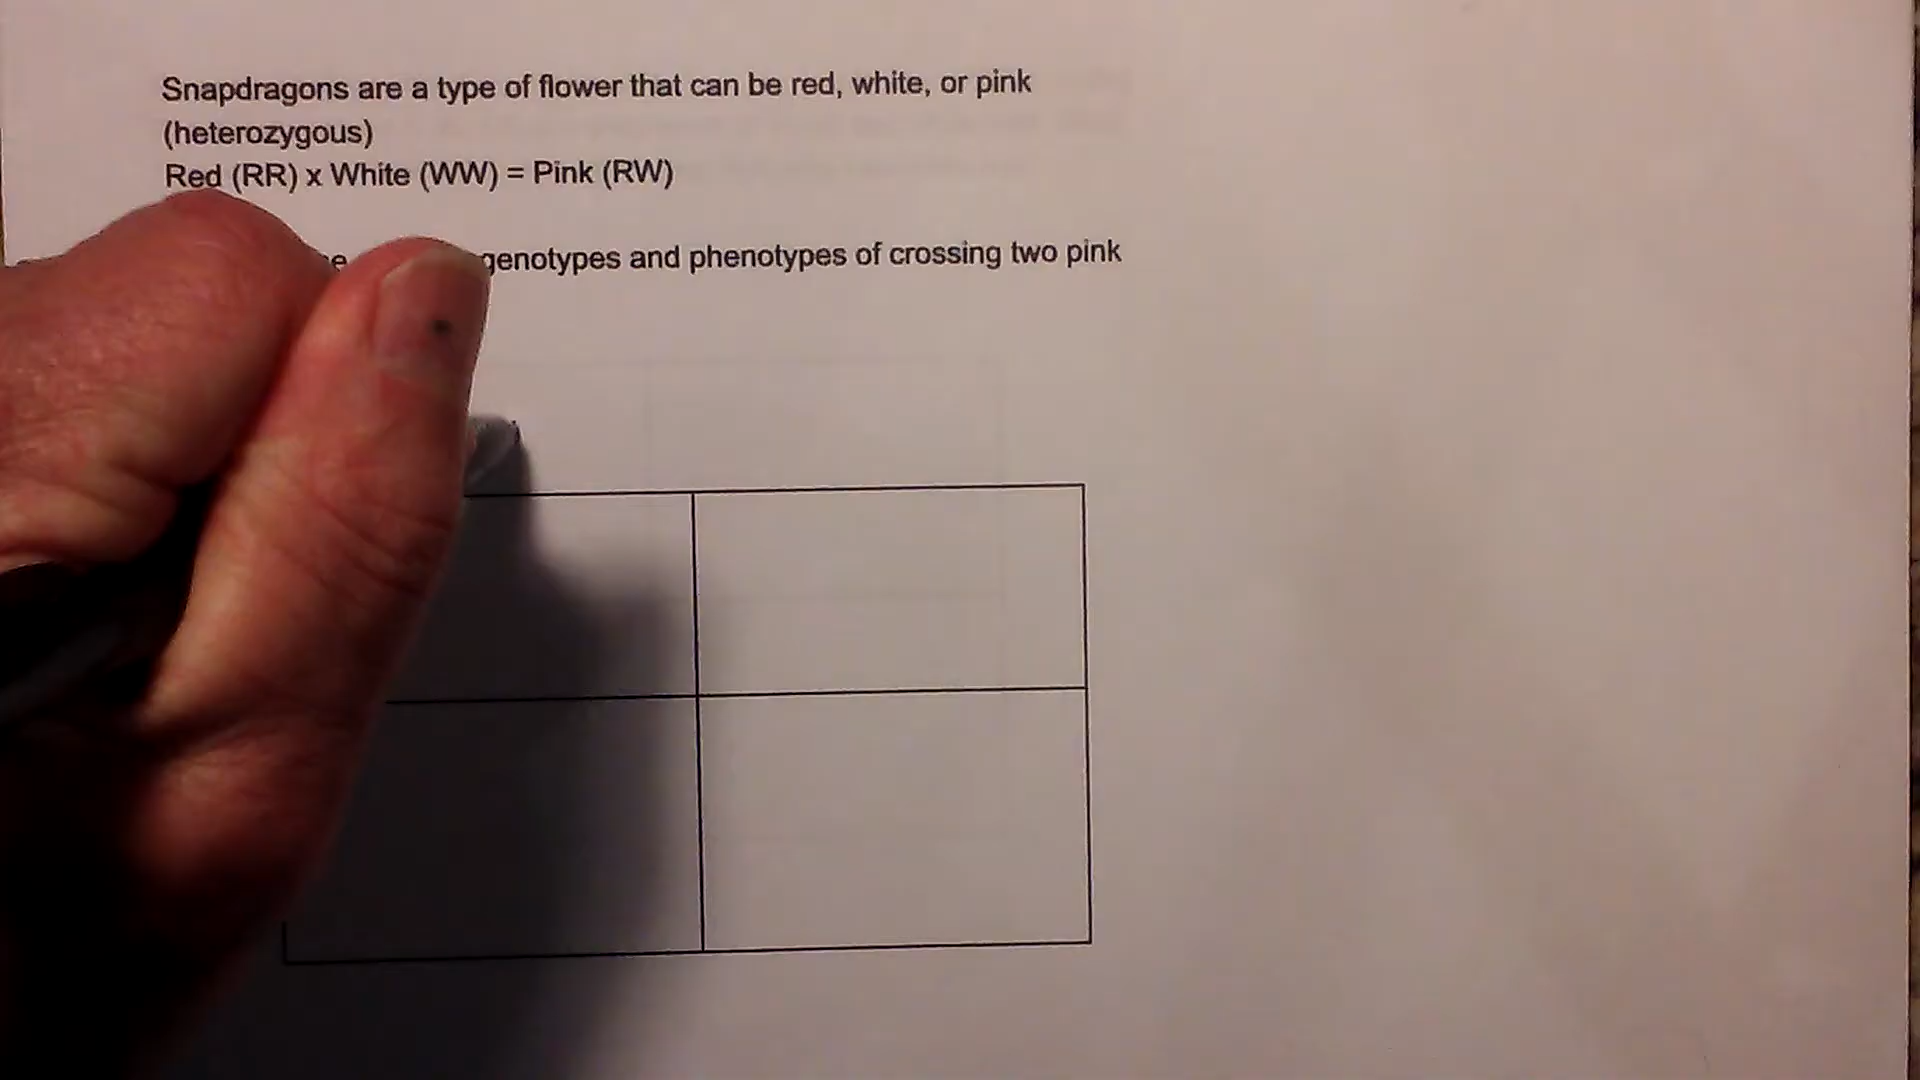 Snapdragons are a type of flower that can be red, white, or pink
(heterozygous)
Red (RR) x White (WW) = Pink (RW)
genotypes and phenotypes of crossing two pink